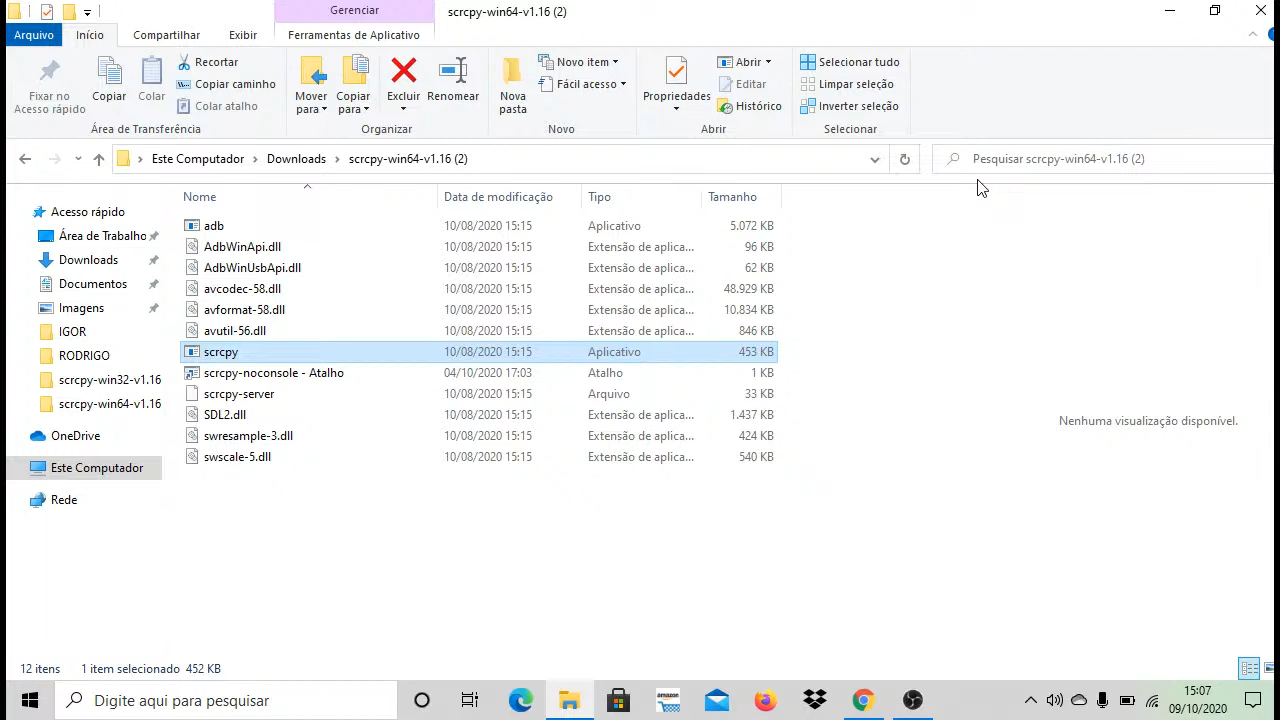 Gerenciar
scrcpy-win64-v1.16 (2)
Arquivo Início Compartilhar Exibir Ferramentas de Aplicativo
Fixar no Acesso rápido
Copiar
Colar
Recortar
Copiar caminho
Colar atalho
Mover para
Copiar para
Excluir
Renomear
Nova pasta
Novo item
Fácil acesso
Propriedades
Abrir
Editar
Histórico
Selecionar tudo
Limpar seleção
Inverter seleção
Área de Transferência Organizar Novo Abrir Selecionar
Este Computador Downloads scrcpy-win64-v1.16 (2) Pesquisar scrcpy-win64-v1.16 (2)
Acesso rápido
Área de Trabalho
Downloads
Documentos
Imagens
IGOR
RODRIGO
scrcpy-win32-v1.16
scrcpy-win64-v1.16
OneDrive
Este Computador
Rede
Nome Data de modificação Tipo Tamanho
adb 10/08/2020 15:15 Aplicativo 5.072 KB
AdbWinApi.dll 10/08/2020 15:15 Extensão de aplica... 96 KB
AdbWinUsbApi.dll 10/08/2020 15:15 Extensão de aplica... 62 KB
avcodec-58.dll 10/08/2020 15:15 Extensão de aplica... 48.929 KB
avformat-58.dll 10/08/2020 15:15 Extensão de aplica... 10.834 KB
avutil-56.dll 10/08/2020 15:15 Extensão de aplica... 846 KB
scrcpy 10/08/2020 15:15 Aplicativo 453 KB
scrcpy-noconsole - Atalho 04/10/2020 17:03 Atalho 1 KB
scrcpy-server 10/08/2020 15:15 Arquivo 33 KB
SDL2.dll 10/08/2020 15:15 Extensão de aplica... 1.437 KB
swresample-3.dll 10/08/2020 15:15 Extensão de aplica... 424 KB
swscale-5.dll 10/08/2020 15:15 Extensão de aplica... 540 KB
Nenhuma visualização disponível.
12 itens 1 item selecionado 452 KB
Digite aqui para pesquisar
amazon
15:07
09/10/2020